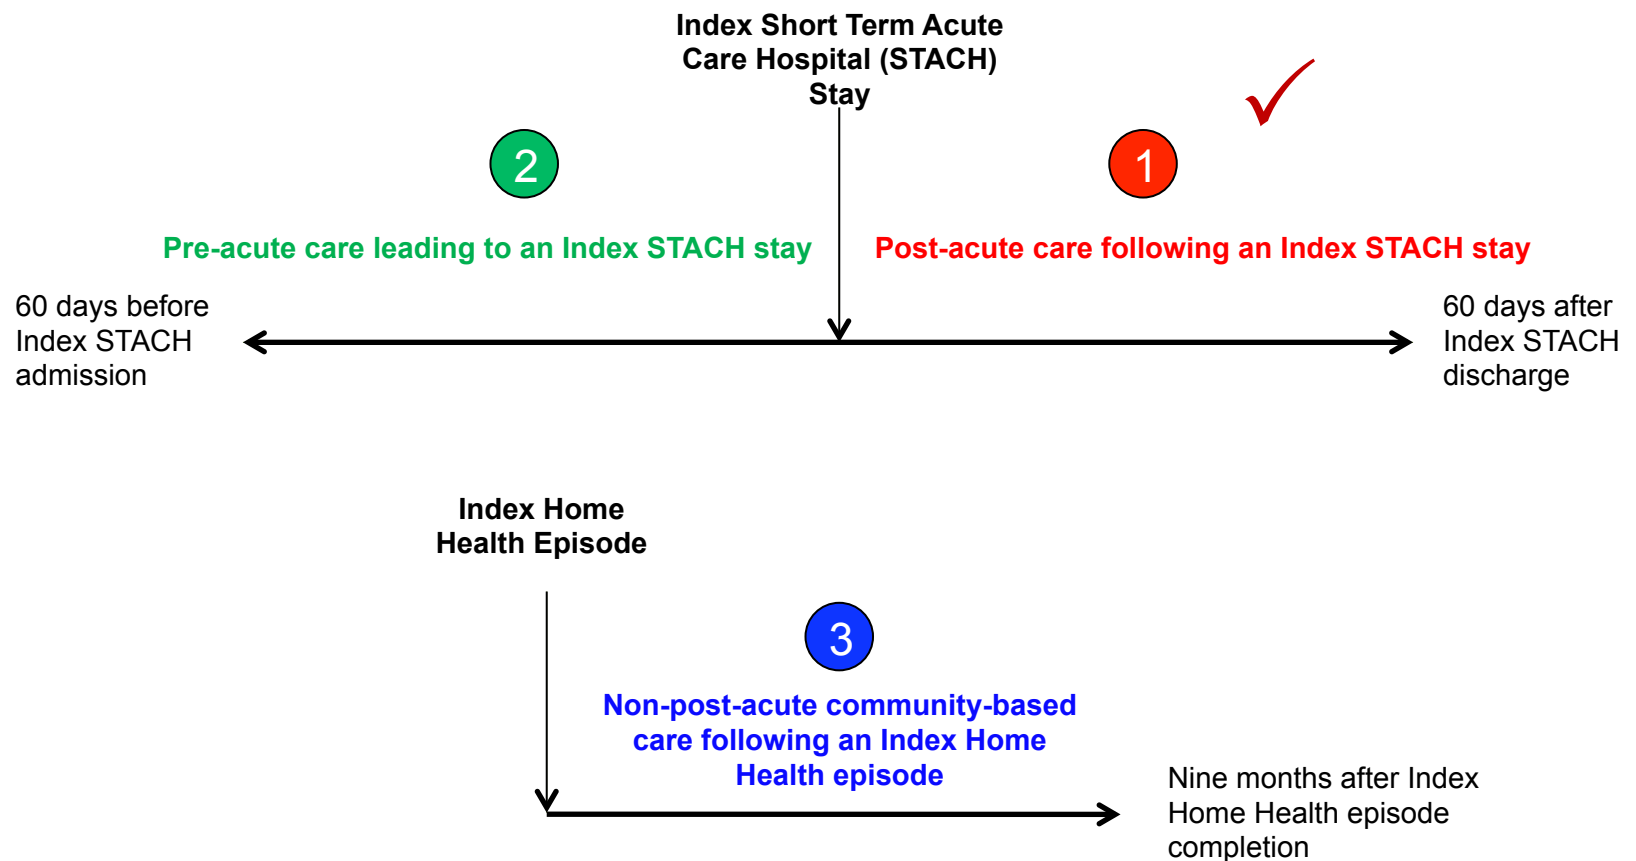 Index Short Term Acute
Care Hospital (STACH)
Stay
2
1
Pre-acute care leading to an Index STACH stay
Post-acute care following an Index STACH stay
60 days before
Index STACH
admission
60 days after
Index STACH
discharge
Index Home
Health Episode
3
Non-post-acute community-based
care following an Index Home
Health episode
Nine months after Index
Home Health episode
completion